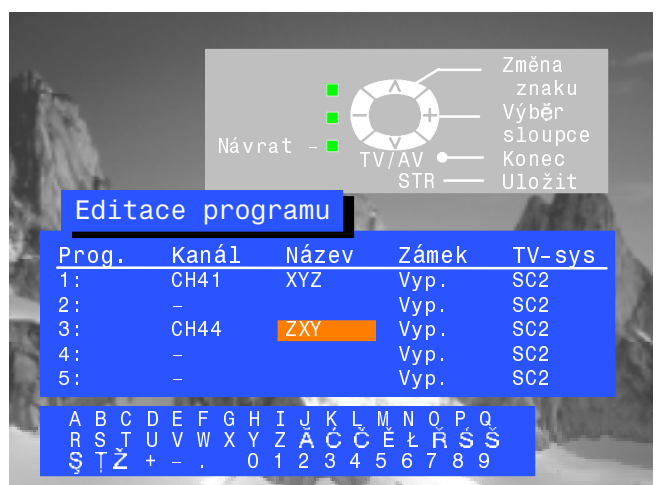 Změna
znaku
Výběr
sloupce
Návrat –
TV/AV
Konec
STR
Uložit
Editace programu
Prog. Kanál Název Zámek TV-sys
1: CH41 XYZ Vyp. SC2
2: – Vyp. SC2
3: CH44 ZXY Vyp. SC2
4: – Vyp. SC2
5: – Vyp. SC2
A B C D E F G H I J K L M N O P Q
R S T U V W X Y Z Ă Ć Č Ě Ł Ř Ś Š
Ş Ţ Ž + – . 0 1 2 3 4 5 6 7 8 9